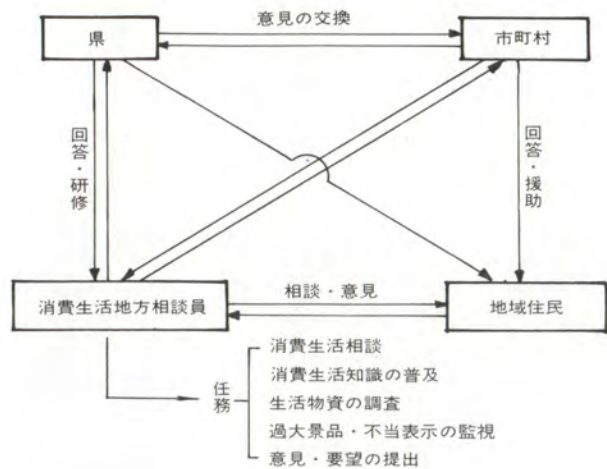 意見の交換
県
市町村
回答・研修
回答・援助
消費生活地方相談員
相談・意見
地域住民
任務
消費生活相談
消費生活知識の普及
生活物資の調査
過大景品・不当表示の監視
意見・要望の提出